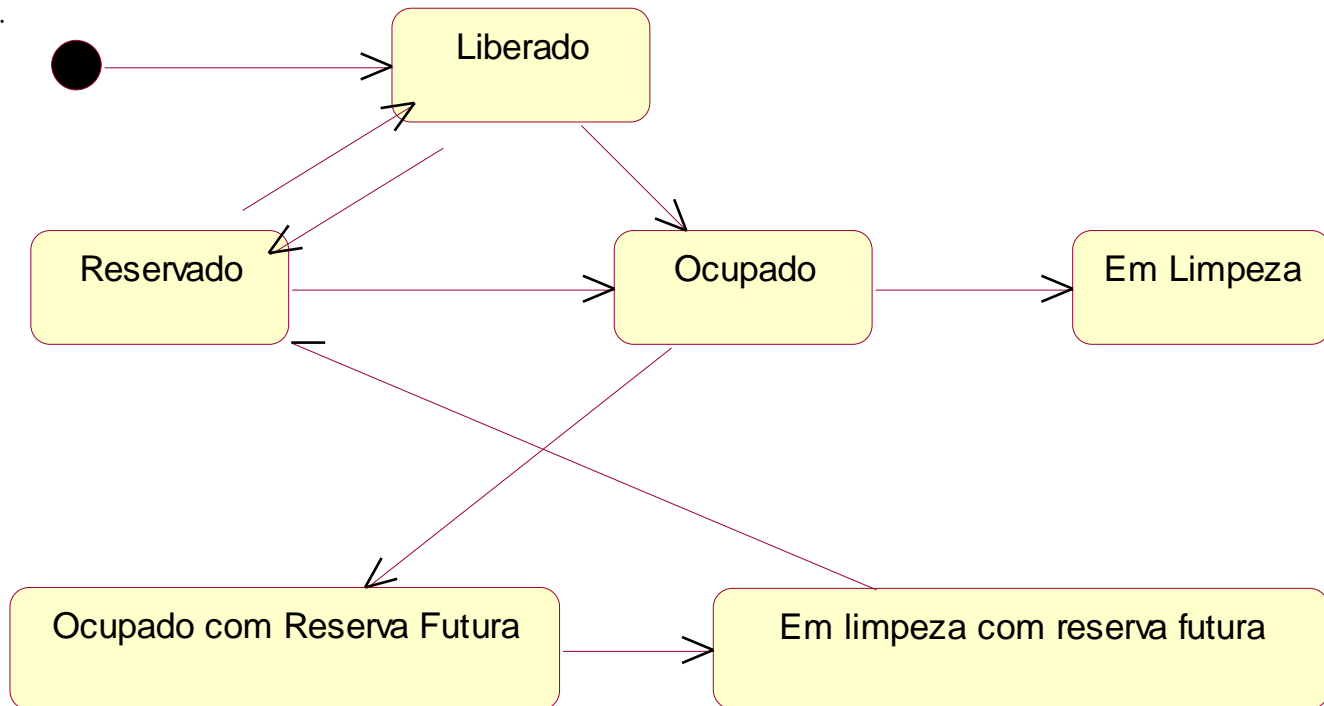 Liberado
Reservado
Ocupado
Em Limpeza
Ocupado com Reserva Futura
Em limpeza com reserva futura